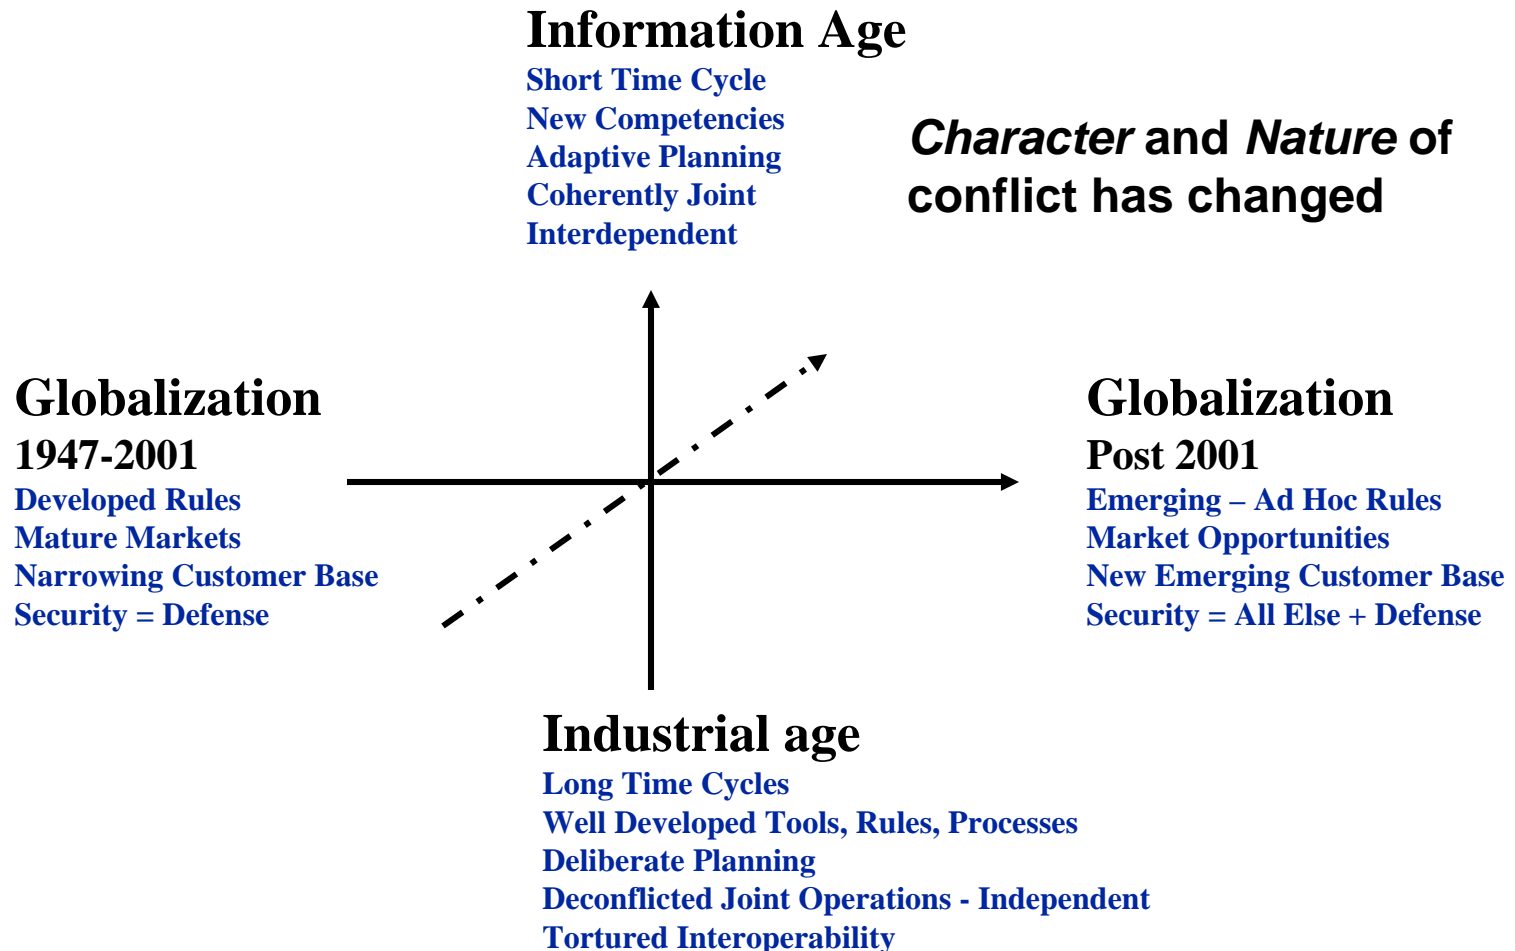 Information Age
Short Time Cycle
New Competencies
Adaptive Planning
Coherently Joint
Interdependent
Character and Nature of
conflict has changed
Globalization
1947-2001
Developed Rules
Mature Markets
Narrowing Customer Base
Security = Defense
Globalization
Post 2001
Emerging – Ad Hoc Rules
Market Opportunities
New Emerging Customer Base
Security = All Else + Defense
Industrial age
Long Time Cycles
Well Developed Tools, Rules, Processes
Deliberate Planning
Deconflicted Joint Operations - Independent
Tortured Interoperability